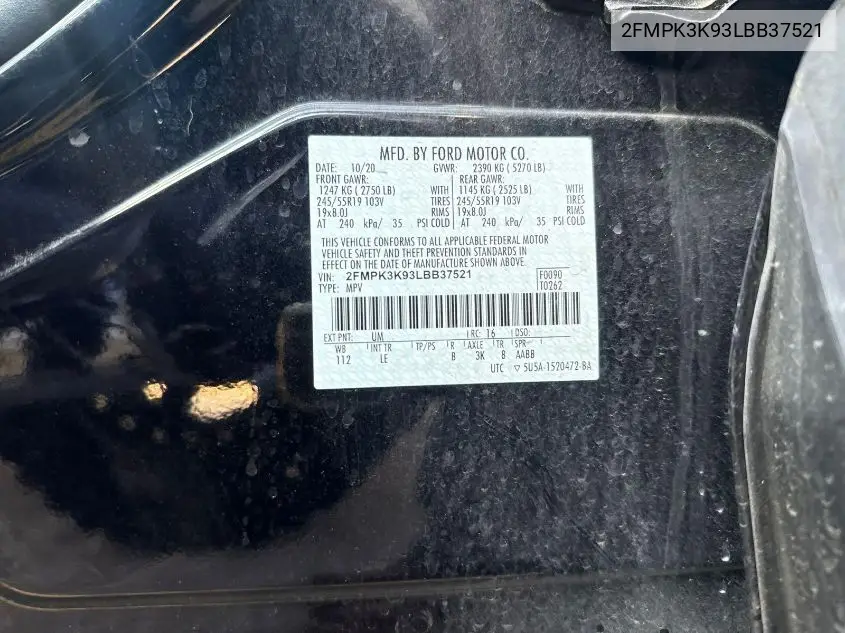 2FMPK3K93LBB37521
MFD. BY FORD MOTOR CO.
DATE: 10/20 GVWR: 2390 KG ( 5270 LB)
FRONT GAWR: REAR GAWR:
1247 KG ( 2750 LB) WITH 1145 KG ( 2525 LB) WITH
245/55R19 103V TIRES 245/55R19 103V TIRES
19x8.0J RIMS 19x8.0J RIMS
AT 240 kPa/ 35 PSI COLD AT 240 kPa/ 35 PSI COLD
THIS VEHICLE CONFORMS TO ALL APPLICABLE FEDERAL MOTOR
VEHICLE SAFETY AND THEFT PREVENTION STANDARDS IN
EFFECT ON THE DATE OF MANUFACTURE SHOWN ABOVE.
VIN: 2FMPK3K93LBB37521 F0090
TYPE: MPV T0262
EXT PNT: UM RC: 16 DSO:
WB INT TR TP/PS R AXLE TR SPR
112 LE B 3K 8 AABB
UTC ▽ 5U5A-1520472-BA